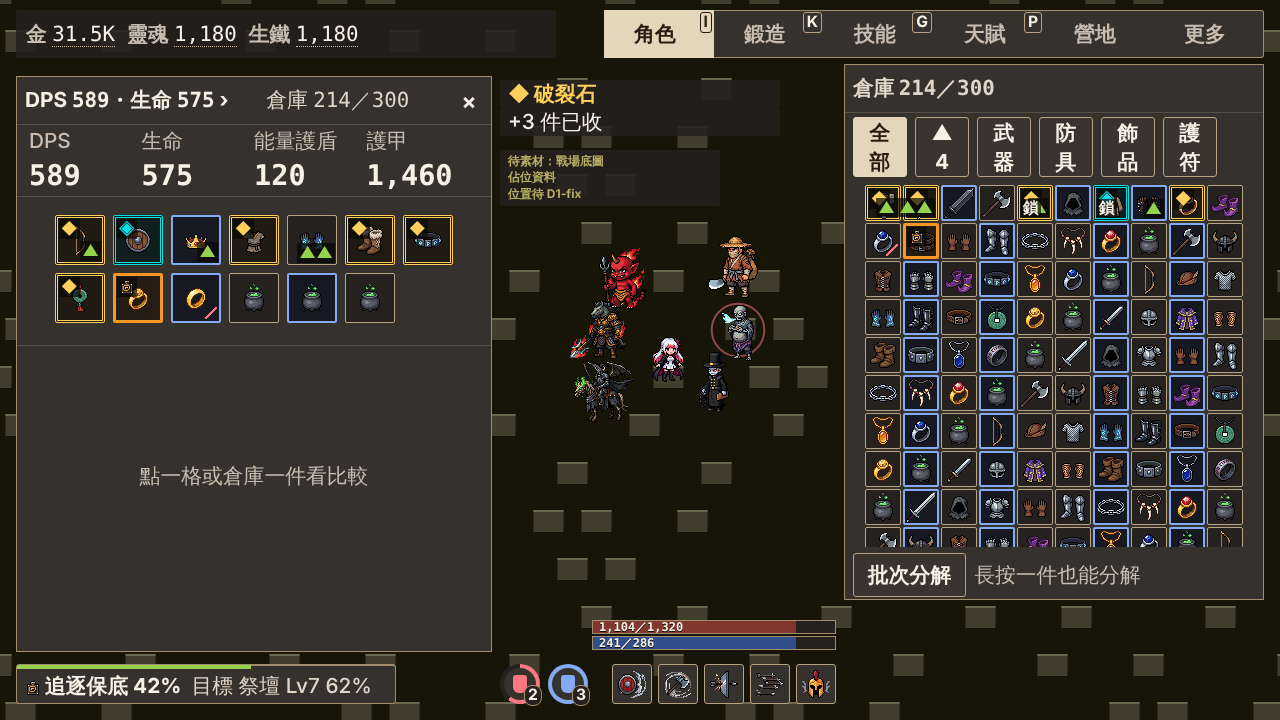 金 31.5K 靈魂 1,180 生鐵 1,180
角色 I
鍛造 K
技能 G
天賦 P
營地
更多
DPS 589・生命 575 ›
倉庫 214／300
×
DPS 生命 能量護盾 護甲
589 575 120 1,460
點一格或倉庫一件看比較
破裂石
+3 件已收
待素材：戰場底圖
佔位資料
位置待 D1-fix
倉庫 214／300
全部
▲4
武器
防具
飾品
護符
鎖
鎖
批次分解
長按一件也能分解
1,104／1,320
241／286
追逐保底 42% 目標 祭壇 Lv7 62%
2
3